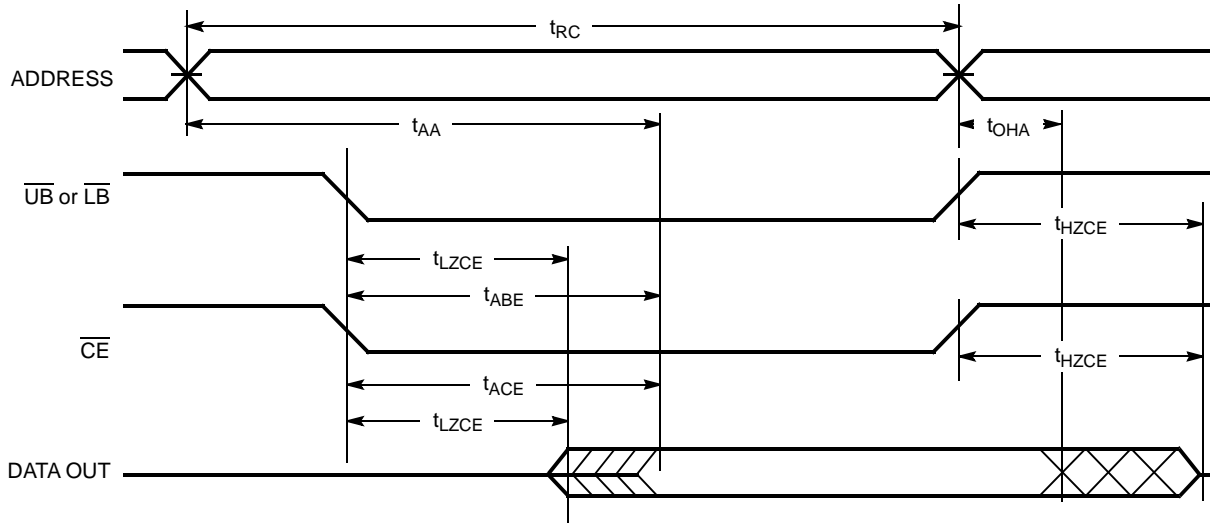 tRC
ADDRESS
tAA
tOHA
UB or LB
tHZCE
tLZCE
tABE
CE
tHZCE
tACE
tLZCE
DATA OUT